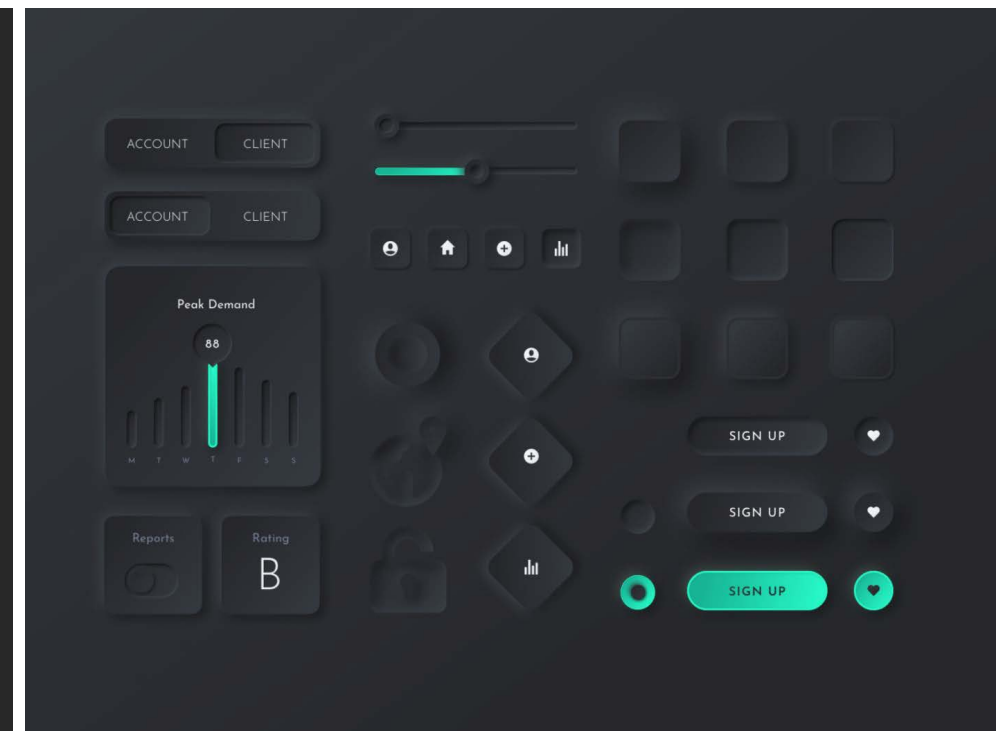 ACCOUNT CLIENT
ACCOUNT CLIENT
Peak Demand
88
M T W T F S S
Reports
Rating
B
SIGN UP
SIGN UP
SIGN UP